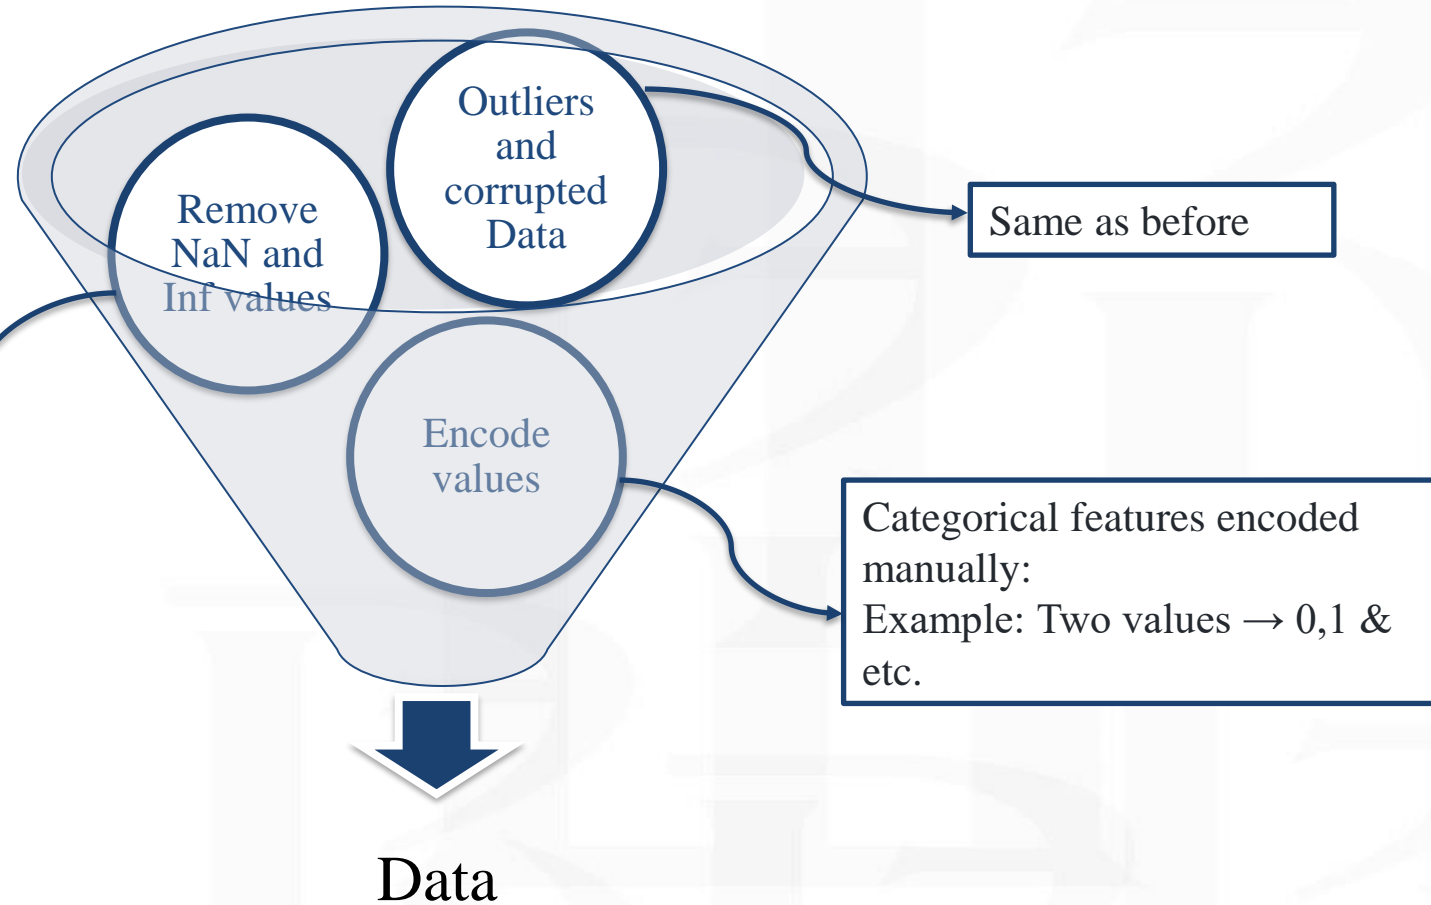 Outliers
and
corrupted
Data
Remove
NaN and
Inf values
Same as before
Encode
values
Categorical features encoded
manually:
Example: Two values → 0,1 &
etc.
Data